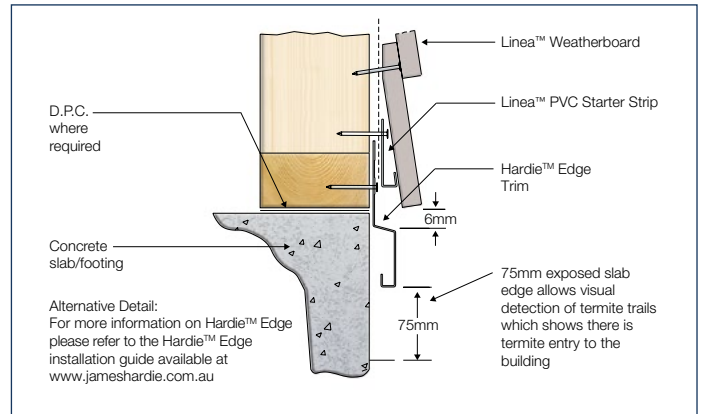 Linea™ Weatherboard
Linea™ PVC Starter Strip
D.P.C.
where
required
Hardie™ Edge
Trim
6mm
Concrete
slab/footing
75mm exposed slab
edge allows visual
detection of termite trails
which shows there is
termite entry to the
building
75mm
Alternative Detail:
For more information on Hardie™ Edge
please refer to the Hardie™ Edge
installation guide available at
www.jameshardie.com.au